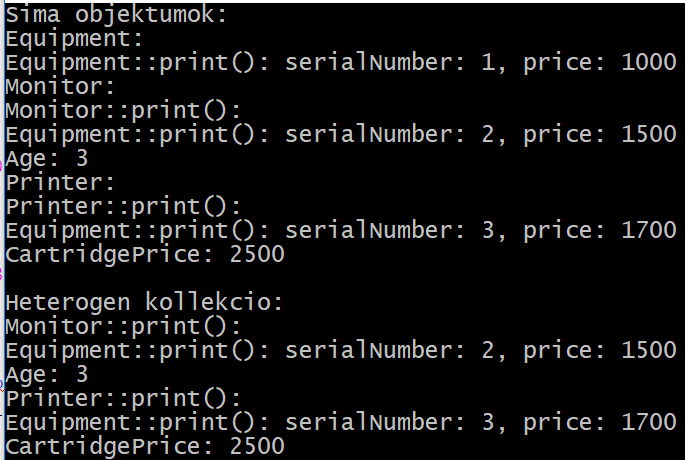 Sima objektumok:
Equipment:
Equipment::print(): serialNumber: 1, price: 1000
Monitor:
Monitor::print():
Equipment::print(): serialNumber: 2, price: 1500
Age: 3
Printer:
Printer::print():
Equipment::print(): serialNumber: 3, price: 1700
CartridgePrice: 2500

Heterogen kollekcio:
Monitor::print():
Equipment::print(): serialNumber: 2, price: 1500
Age: 3
Printer::print():
Equipment::print(): serialNumber: 3, price: 1700
CartridgePrice: 2500